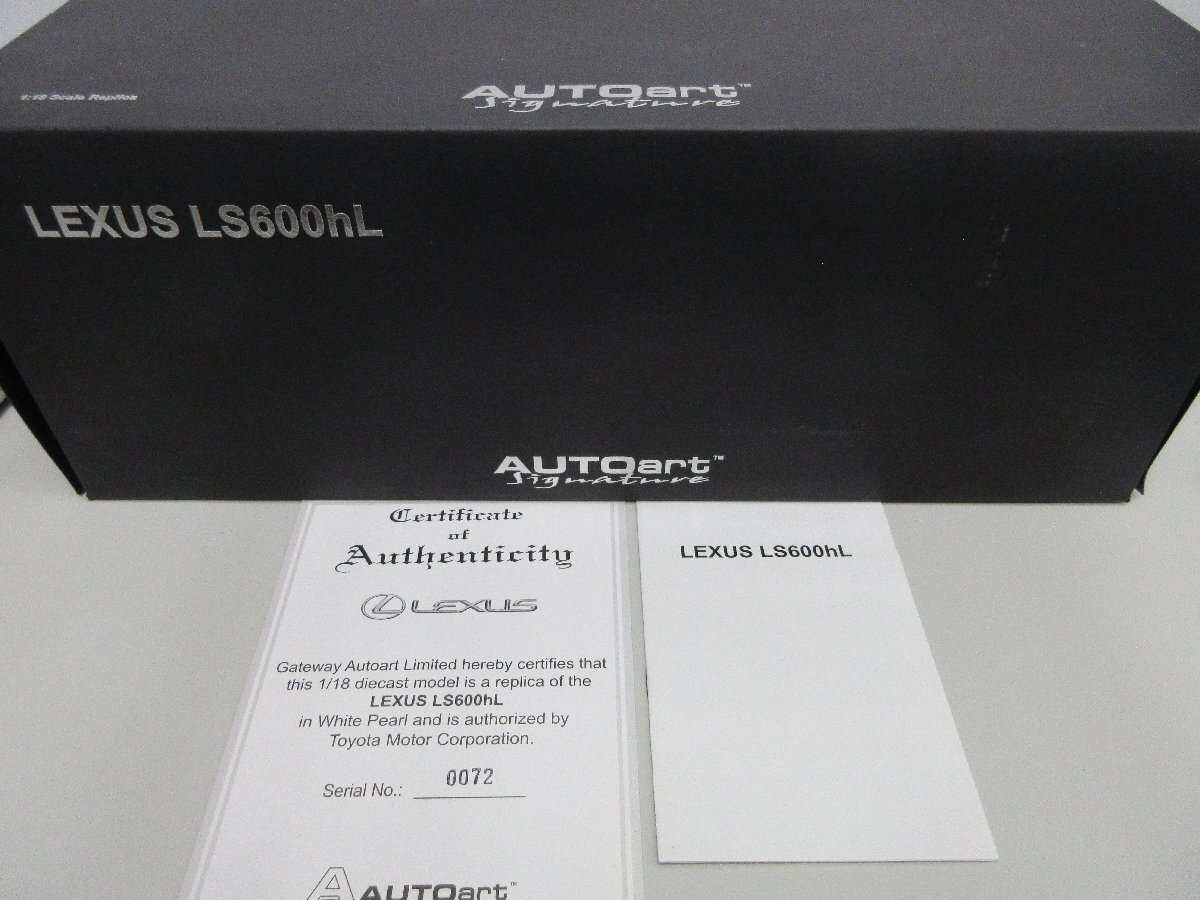 1:18 Scale Replica
AUTOart™
Signature
LEXUS LS600hL
AUTOart™
Signature
Certificate
of
Authenticity
LEXUS
Gateway Autoart Limited hereby certifies that
this 1/18 diecast model is a replica of the
LEXUS LS600hL
in White Pearl and is authorized by
Toyota Motor Corporation.
Serial No.: 0072
AUTOart™
LEXUS LS600hL